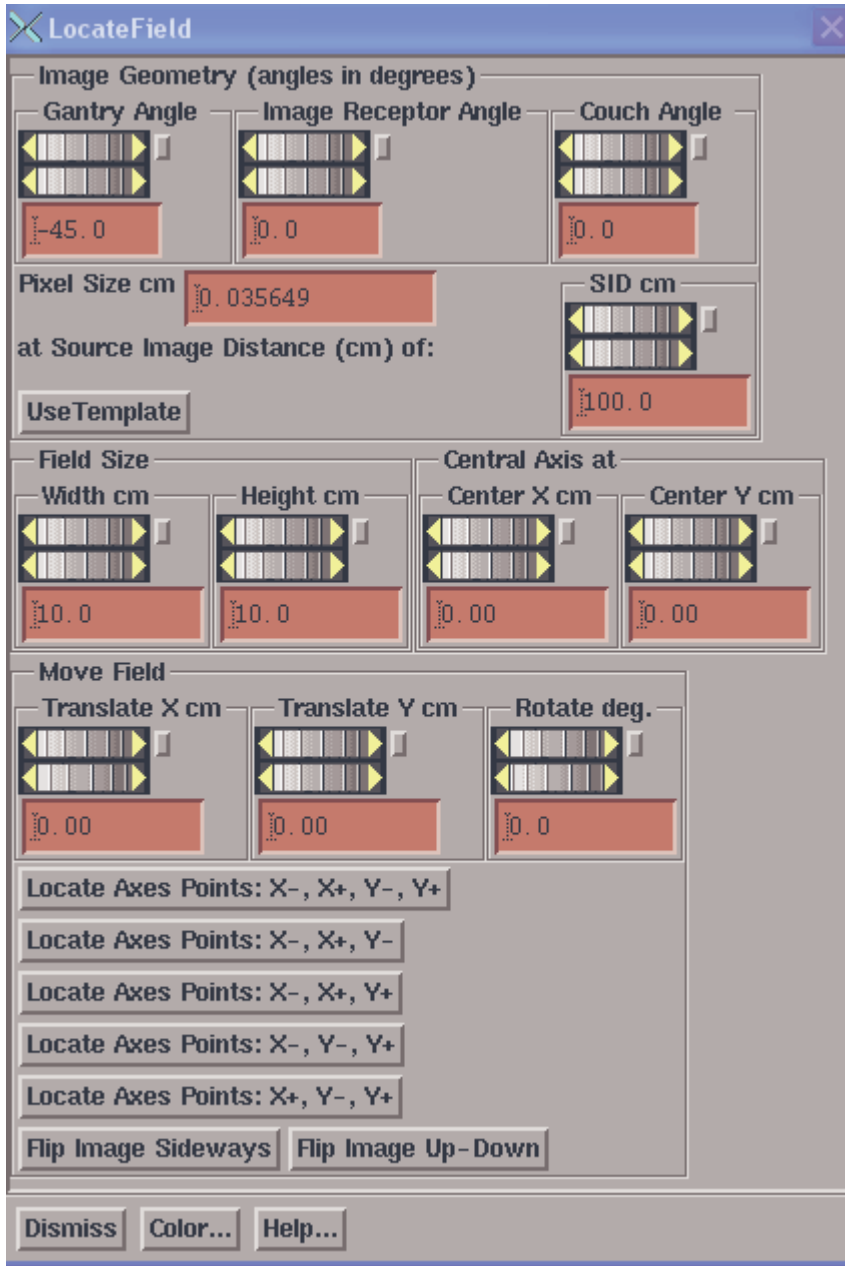 LocateField
Image Geometry (angles in degrees)
Gantry Angle Image Receptor Angle Couch Angle
-45.0 0.0 0.0
Pixel Size cm 0.035649 SID cm
at Source Image Distance (cm) of:
UseTemplate 100.0
Field Size Central Axis at
Width cm Height cm Center X cm Center Y cm
10.0 10.0 0.00 0.00
Move Field
Translate X cm Translate Y cm Rotate deg.
0.00 0.00 0.0
Locate Axes Points: X-, X+, Y-, Y+
Locate Axes Points: X-, X+, Y-
Locate Axes Points: X-, X+, Y+
Locate Axes Points: X-, Y-, Y+
Locate Axes Points: X+, Y-, Y+
Flip Image Sideways Flip Image Up-Down
Dismiss Color... Help...